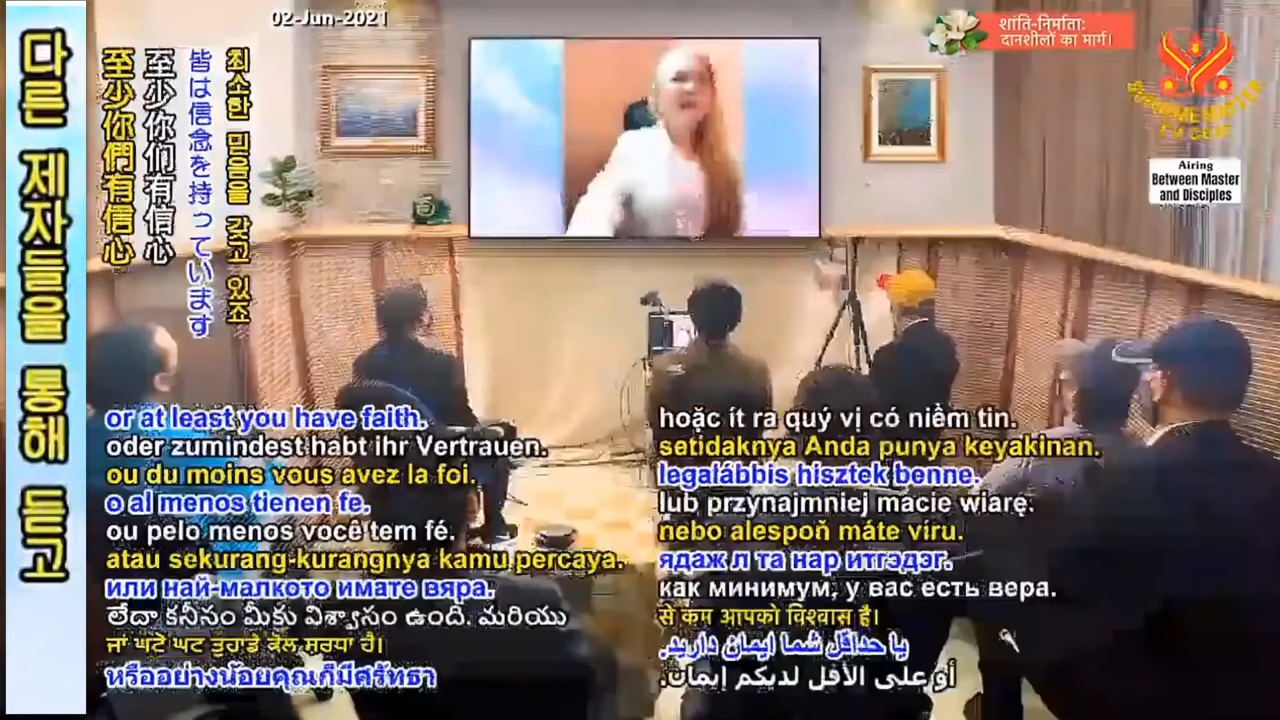 02-Jun-2021
शांति-निर्माता:
दानशीलों का मार्ग।
SUPREME MASTER
TV
Airing
Between Master
and Disciples
다른 제자들을 통해 듣고
至少你們有信心
至少你们有信心
皆は信念を持っています
최소한 믿음을 갖고 있죠
or at least you have faith.
oder zumindest habt ihr Vertrauen.
ou du moins vous avez la foi.
o al menos tienen fe.
ou pelo menos você tem fé.
atau sekurang-kurangnya kamu percaya.
или най-малкото имате вяра.
లేదా కనీసం మీకు విశ్వాసం ఉంది. మరియు
ਜਾਂ ਘੱਟੋ ਘੱਟ ਤੁਹਾਡੇ ਕੋਲ ਸ਼ਰਧਾ ਹੈ।
หรืออย่างน้อยคุณก็มีศรัทธา
hoặc ít ra quý vị có niềm tin.
setidaknya Anda punya keyakinan.
legalábbis hisztek benne.
lub przynajmniej macie wiarę.
nebo alespoň máte víru.
ядаж л та нар итгэдэг.
как минимум, у вас есть вера.
से कम आपको विश्वास है।
یا حداقل شما ایمان دارید.
أو على الأقل لديكم إيمان.